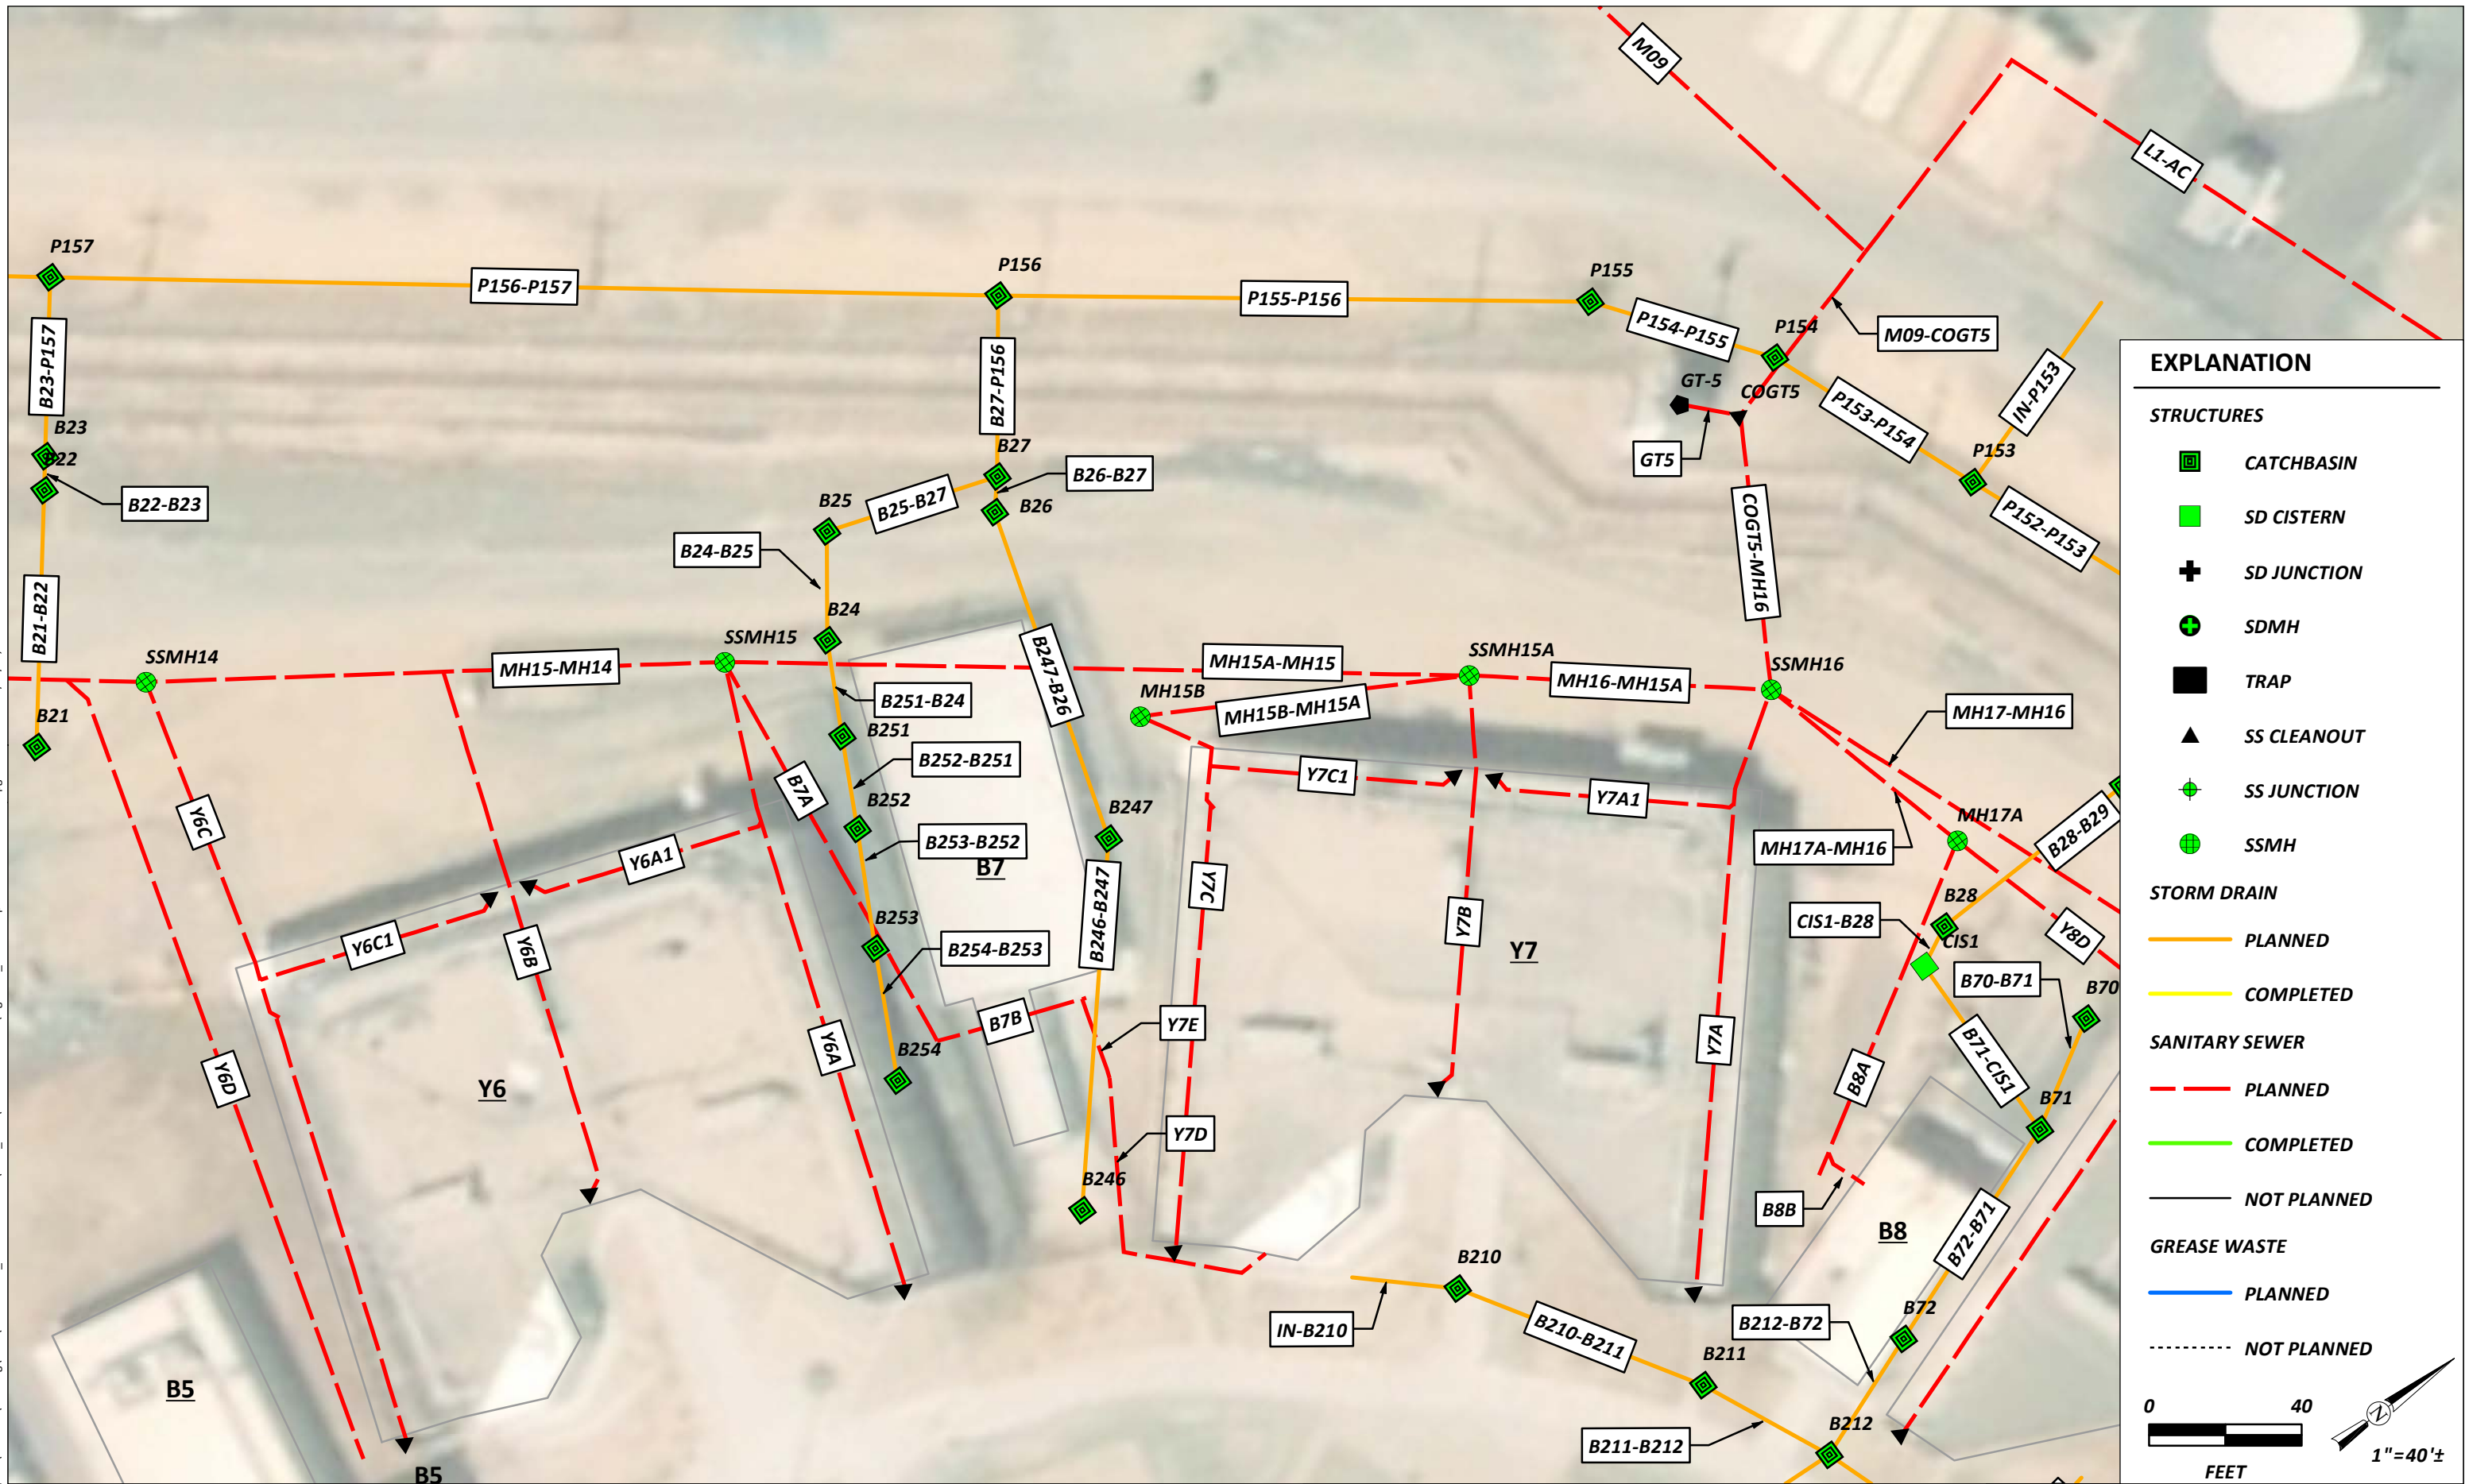 M09
L1-AC
P157
P156
P155
P156-P157
P155-P156
P154-P155
P154
M09-COGT5
B23-P157
B27-P156
GT-5
COGT5
IN-P153
P153-P154
B23
B22
B22-B23
B27
B26-B27
GT5
P153
B25
B25-B27
B26
P152-P153
B24-B25
COGT5-MH16
B21-B22
B24
SSMH14
MH15-MH14
SSMH15
B247-B26
MH15A-MH15
SSMH15A
MH16-MH15A
SSMH16
B251-B24
MH15B
MH15B-MH15A
MH17-MH16
B21
B251
B252-B251
Y7C1
Y7A1
B7A
Y6C
B252
B247
MH17A
B28-B29
B253-B252
MH17A-MH16
Y6A1
B7
Y7C
B246-B247
B28
CIS1-B28
CIS1
Y8D
Y6C1
Y6B
B253
B254-B253
Y7B
Y7
B70-B71
B70
B7B
Y7E
Y6A
Y7A
B254
B71-CIS1
Y6D
Y6
B8A
B71
Y7D
B246
B8B
B8
B72-B71
B210
IN-B210
B210-B211
B212-B72
B72
B211
B5
B211-B212
B212
B5
EXPLANATION
STRUCTURES
CATCHBASIN
SD CISTERN
SD JUNCTION
SDMH
TRAP
SS CLEANOUT
SS JUNCTION
SSMH
STORM DRAIN
PLANNED
COMPLETED
SANITARY SEWER
PLANNED
COMPLETED
NOT PLANNED
GREASE WASTE
PLANNED
NOT PLANNED
0 40
FEET
N
1"=40'±